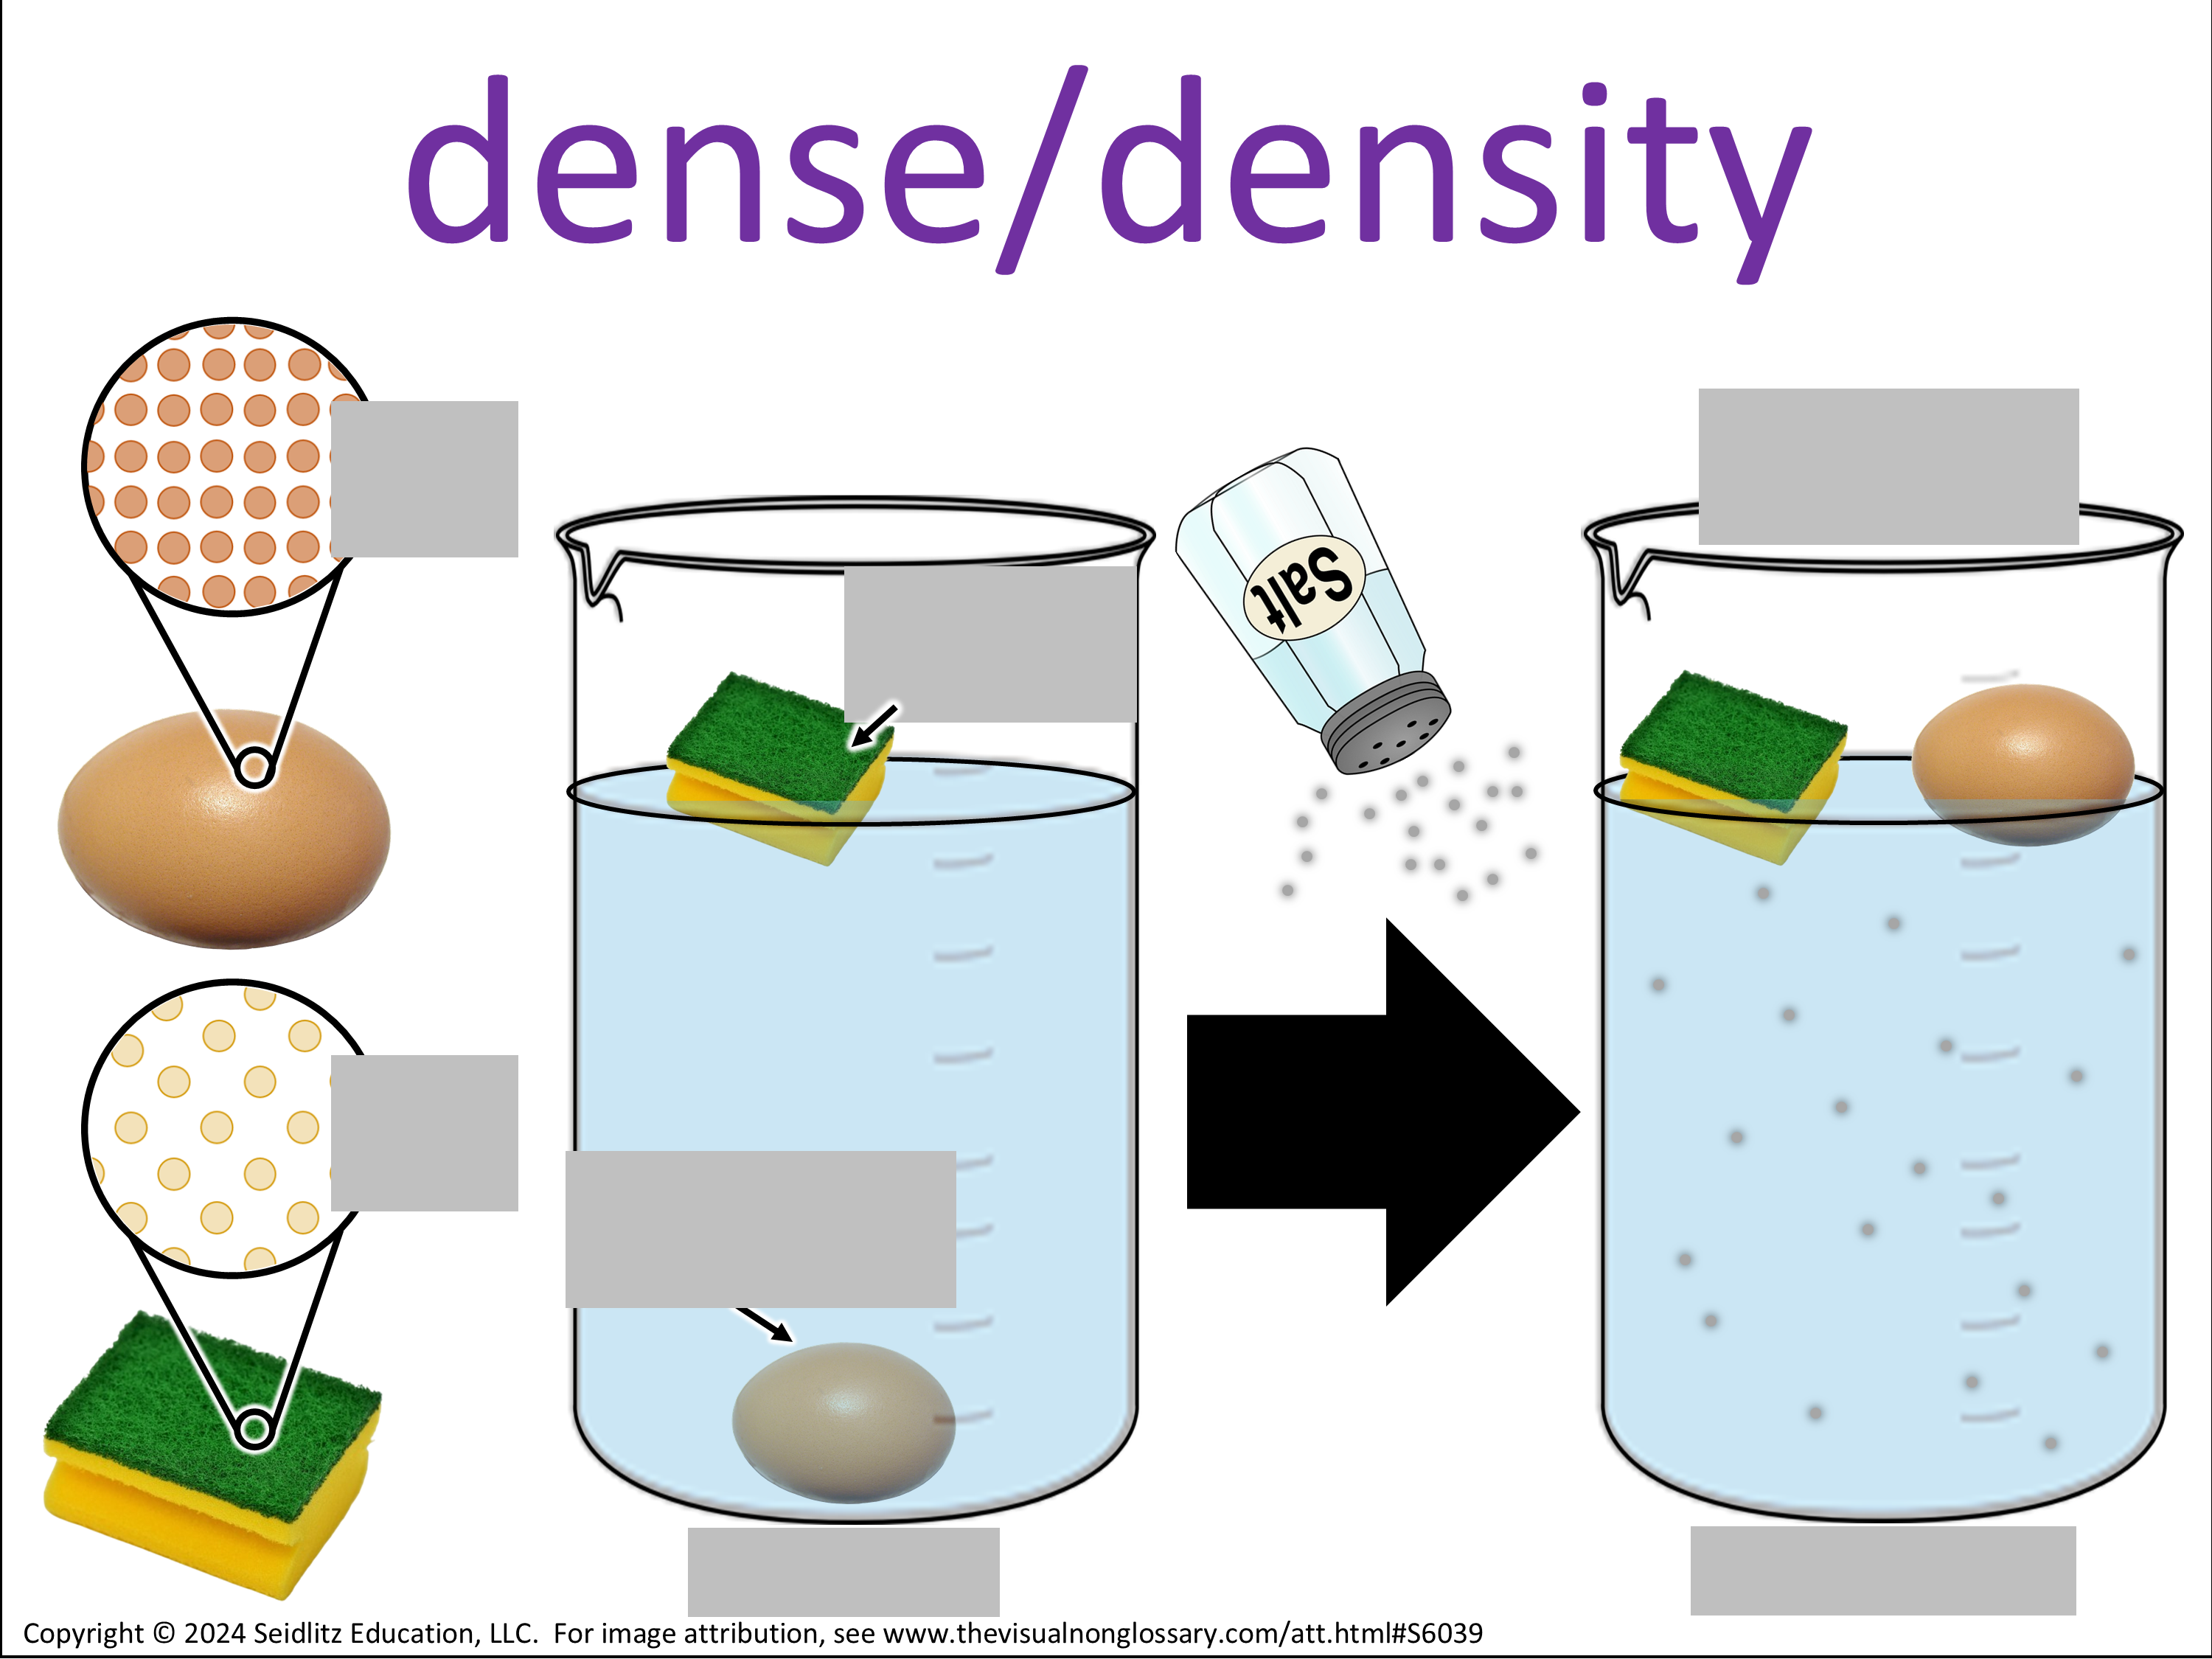 dense/density
Salt
Copyright © 2024 Seidlitz Education, LLC.  For image attribution, see www.thevisualnonglossary.com/att.html#S6039